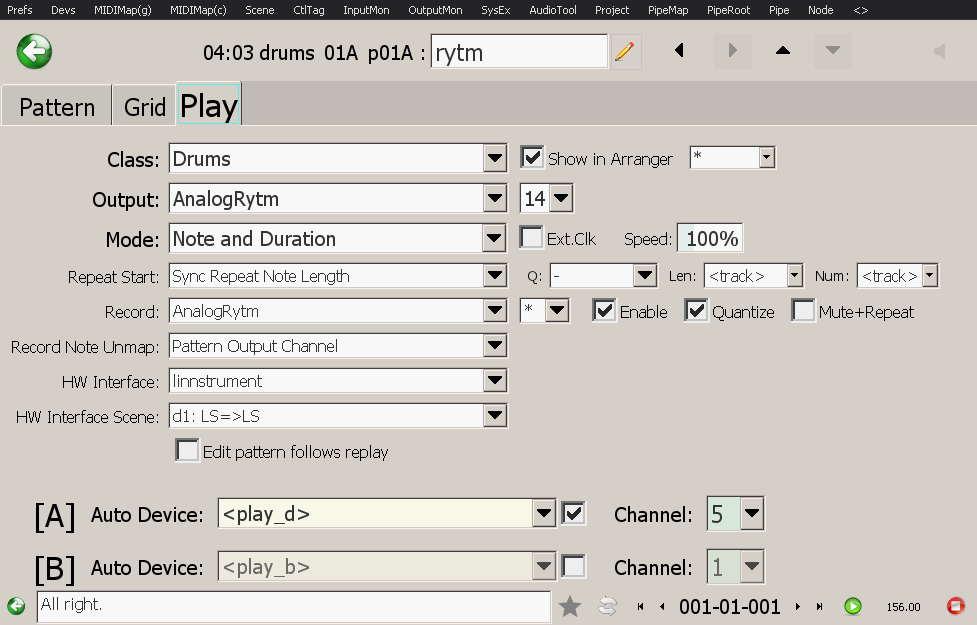 Prefs Devs MIDIMap(g) MIDIMap(c) Scene CtlTag InputMon OutputMon SysEx AudioTool Project PipeMap PipeRoot Pipe Node <>
04:03 drums 01A p01A : rytm
Pattern Grid Play
Class: Drums Show in Arranger *
Output: AnalogRytm 14
Mode: Note and Duration Ext.Clk Speed: 100%
Repeat Start: Sync Repeat Note Length Q: - Len: <track> Num: <track>
Record: AnalogRytm * Enable Quantize Mute+Repeat
Record Note Unmap: Pattern Output Channel
HW Interface: linnstrument
HW Interface Scene: d1: LS=>LS
Edit pattern follows replay
[A] Auto Device: <play_d> Channel: 5
[B] Auto Device: <play_b> Channel: 1
All right. 001-01-001 156.00